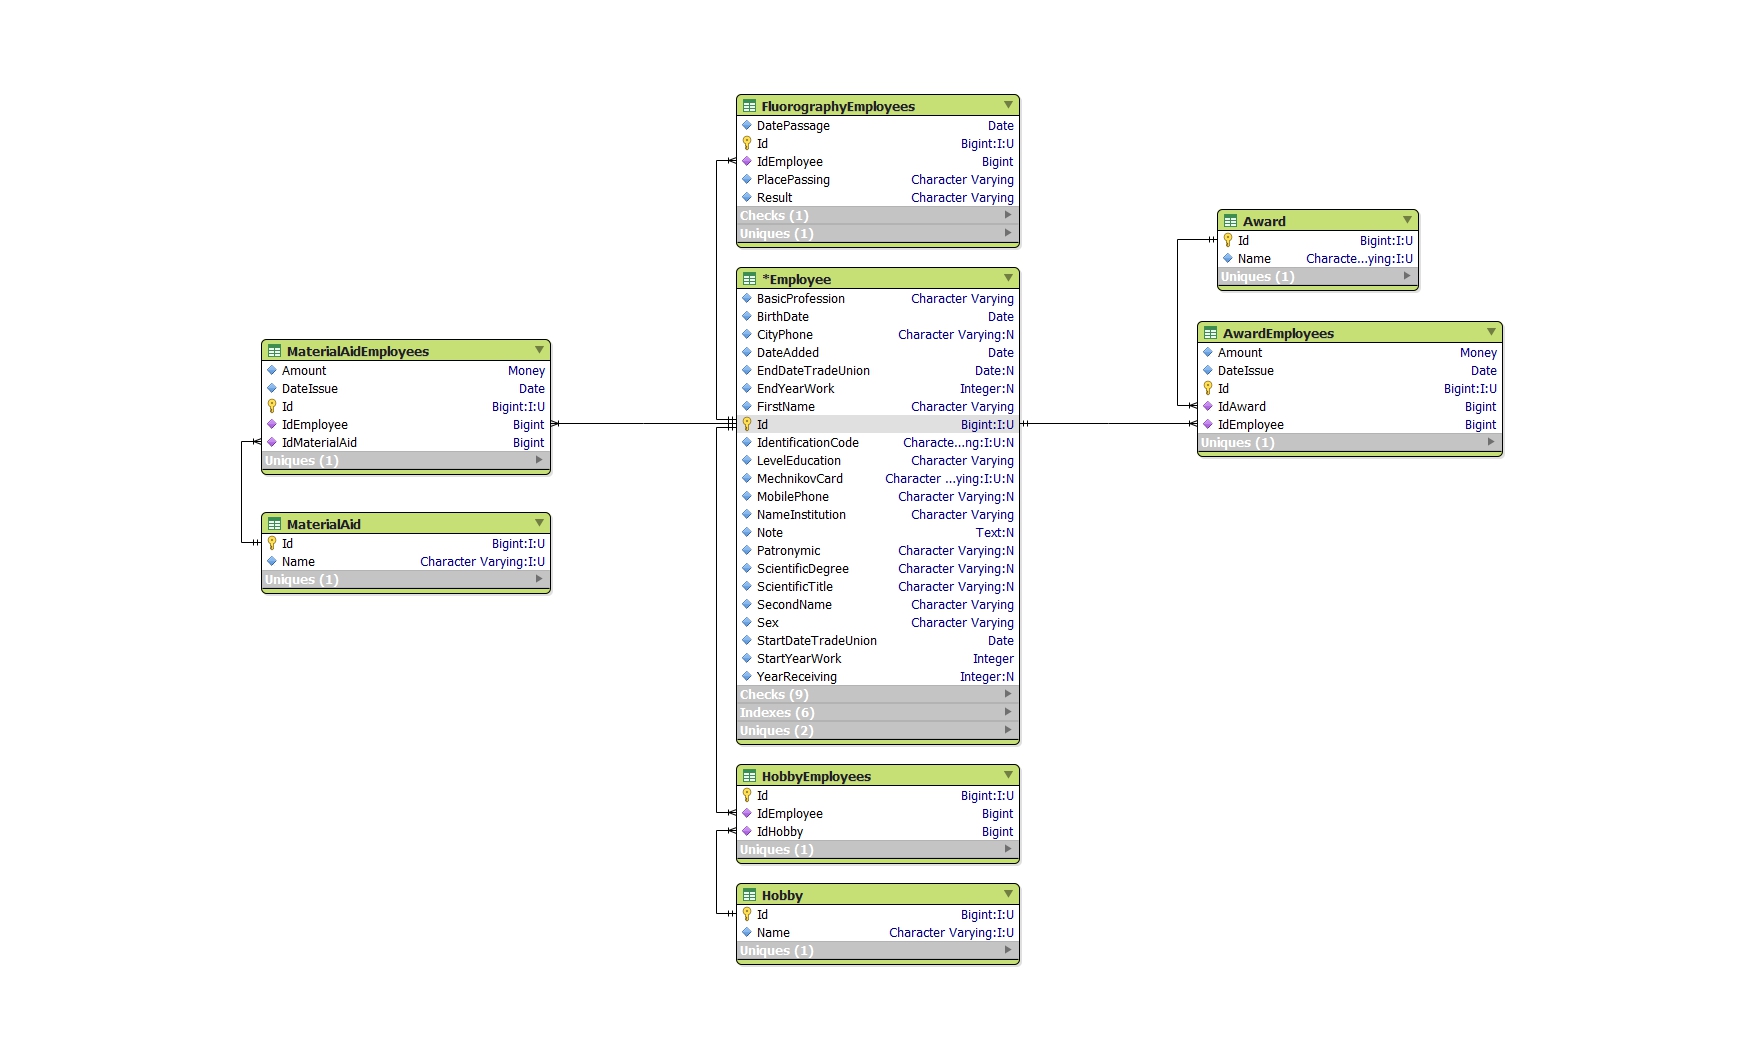 FluorographyEmployees
DatePassage Date
Id Bigint:I:U
IdEmployee Bigint
PlacePassing Character Varying
Result Character Varying
Checks (1)
Uniques (1)
*Employee
BasicProfession Character Varying
BirthDate Date
CityPhone Character Varying:N
DateAdded Date
EndDateTradeUnion Date:N
EndYearWork Integer:N
FirstName Character Varying
Id Bigint:I:U
IdentificationCode Characte...ng:I:U:N
LevelEducation Character Varying
MechnikovCard Character ...ying:I:U:N
MobilePhone Character Varying:N
NameInstitution Character Varying
Note Text:N
Patronymic Character Varying:N
ScientificDegree Character Varying:N
ScientificTitle Character Varying:N
SecondName Character Varying
Sex Character Varying
StartDateTradeUnion Date
StartYearWork Integer
YearReceiving Integer:N
Checks (9)
Indexes (6)
Uniques (2)
HobbyEmployees
Id Bigint:I:U
IdEmployee Bigint
IdHobby Bigint
Uniques (1)
Hobby
Id Bigint:I:U
Name Character Varying:I:U
Uniques (1)
MaterialAidEmployees
Amount Money
DateIssue Date
Id Bigint:I:U
IdEmployee Bigint
IdMaterialAid Bigint
Uniques (1)
MaterialAid
Id Bigint:I:U
Name Character Varying:I:U
Uniques (1)
Award
Id Bigint:I:U
Name Characte...ying:I:U
Uniques (1)
AwardEmployees
Amount Money
DateIssue Date
Id Bigint:I:U
IdAward Bigint
IdEmployee Bigint
Uniques (1)